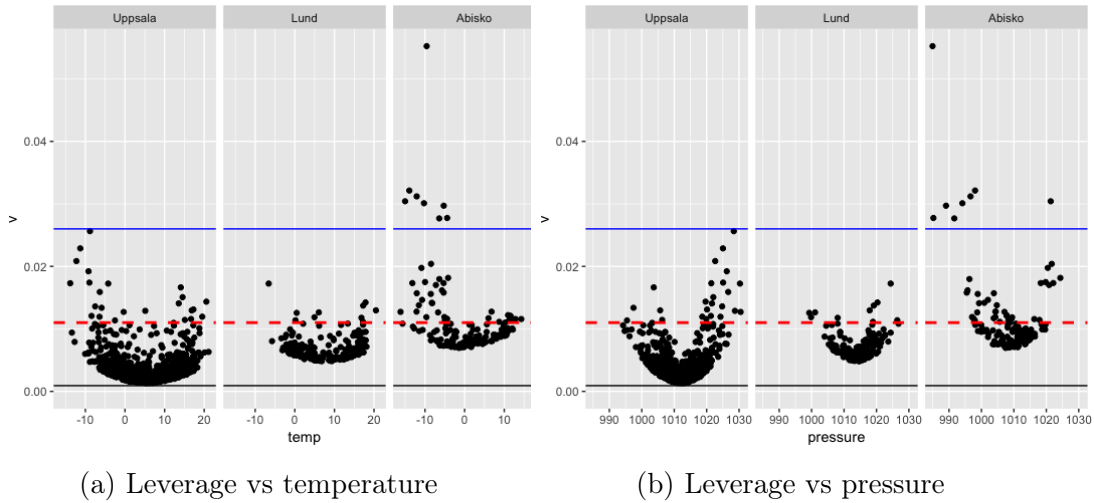 Uppsala Lund Abisko Uppsala Lund Abisko
0.04 0.04
v v
0.02 0.02
0.00 0.00
-10 0 10 20 -10 0 10 20 -10 0 10 990 1000 1010 1020 1030 990 1000 1010 1020 1030 990 1000 1010 1020 1030
temp pressure
(a) Leverage vs temperature (b) Leverage vs pressure